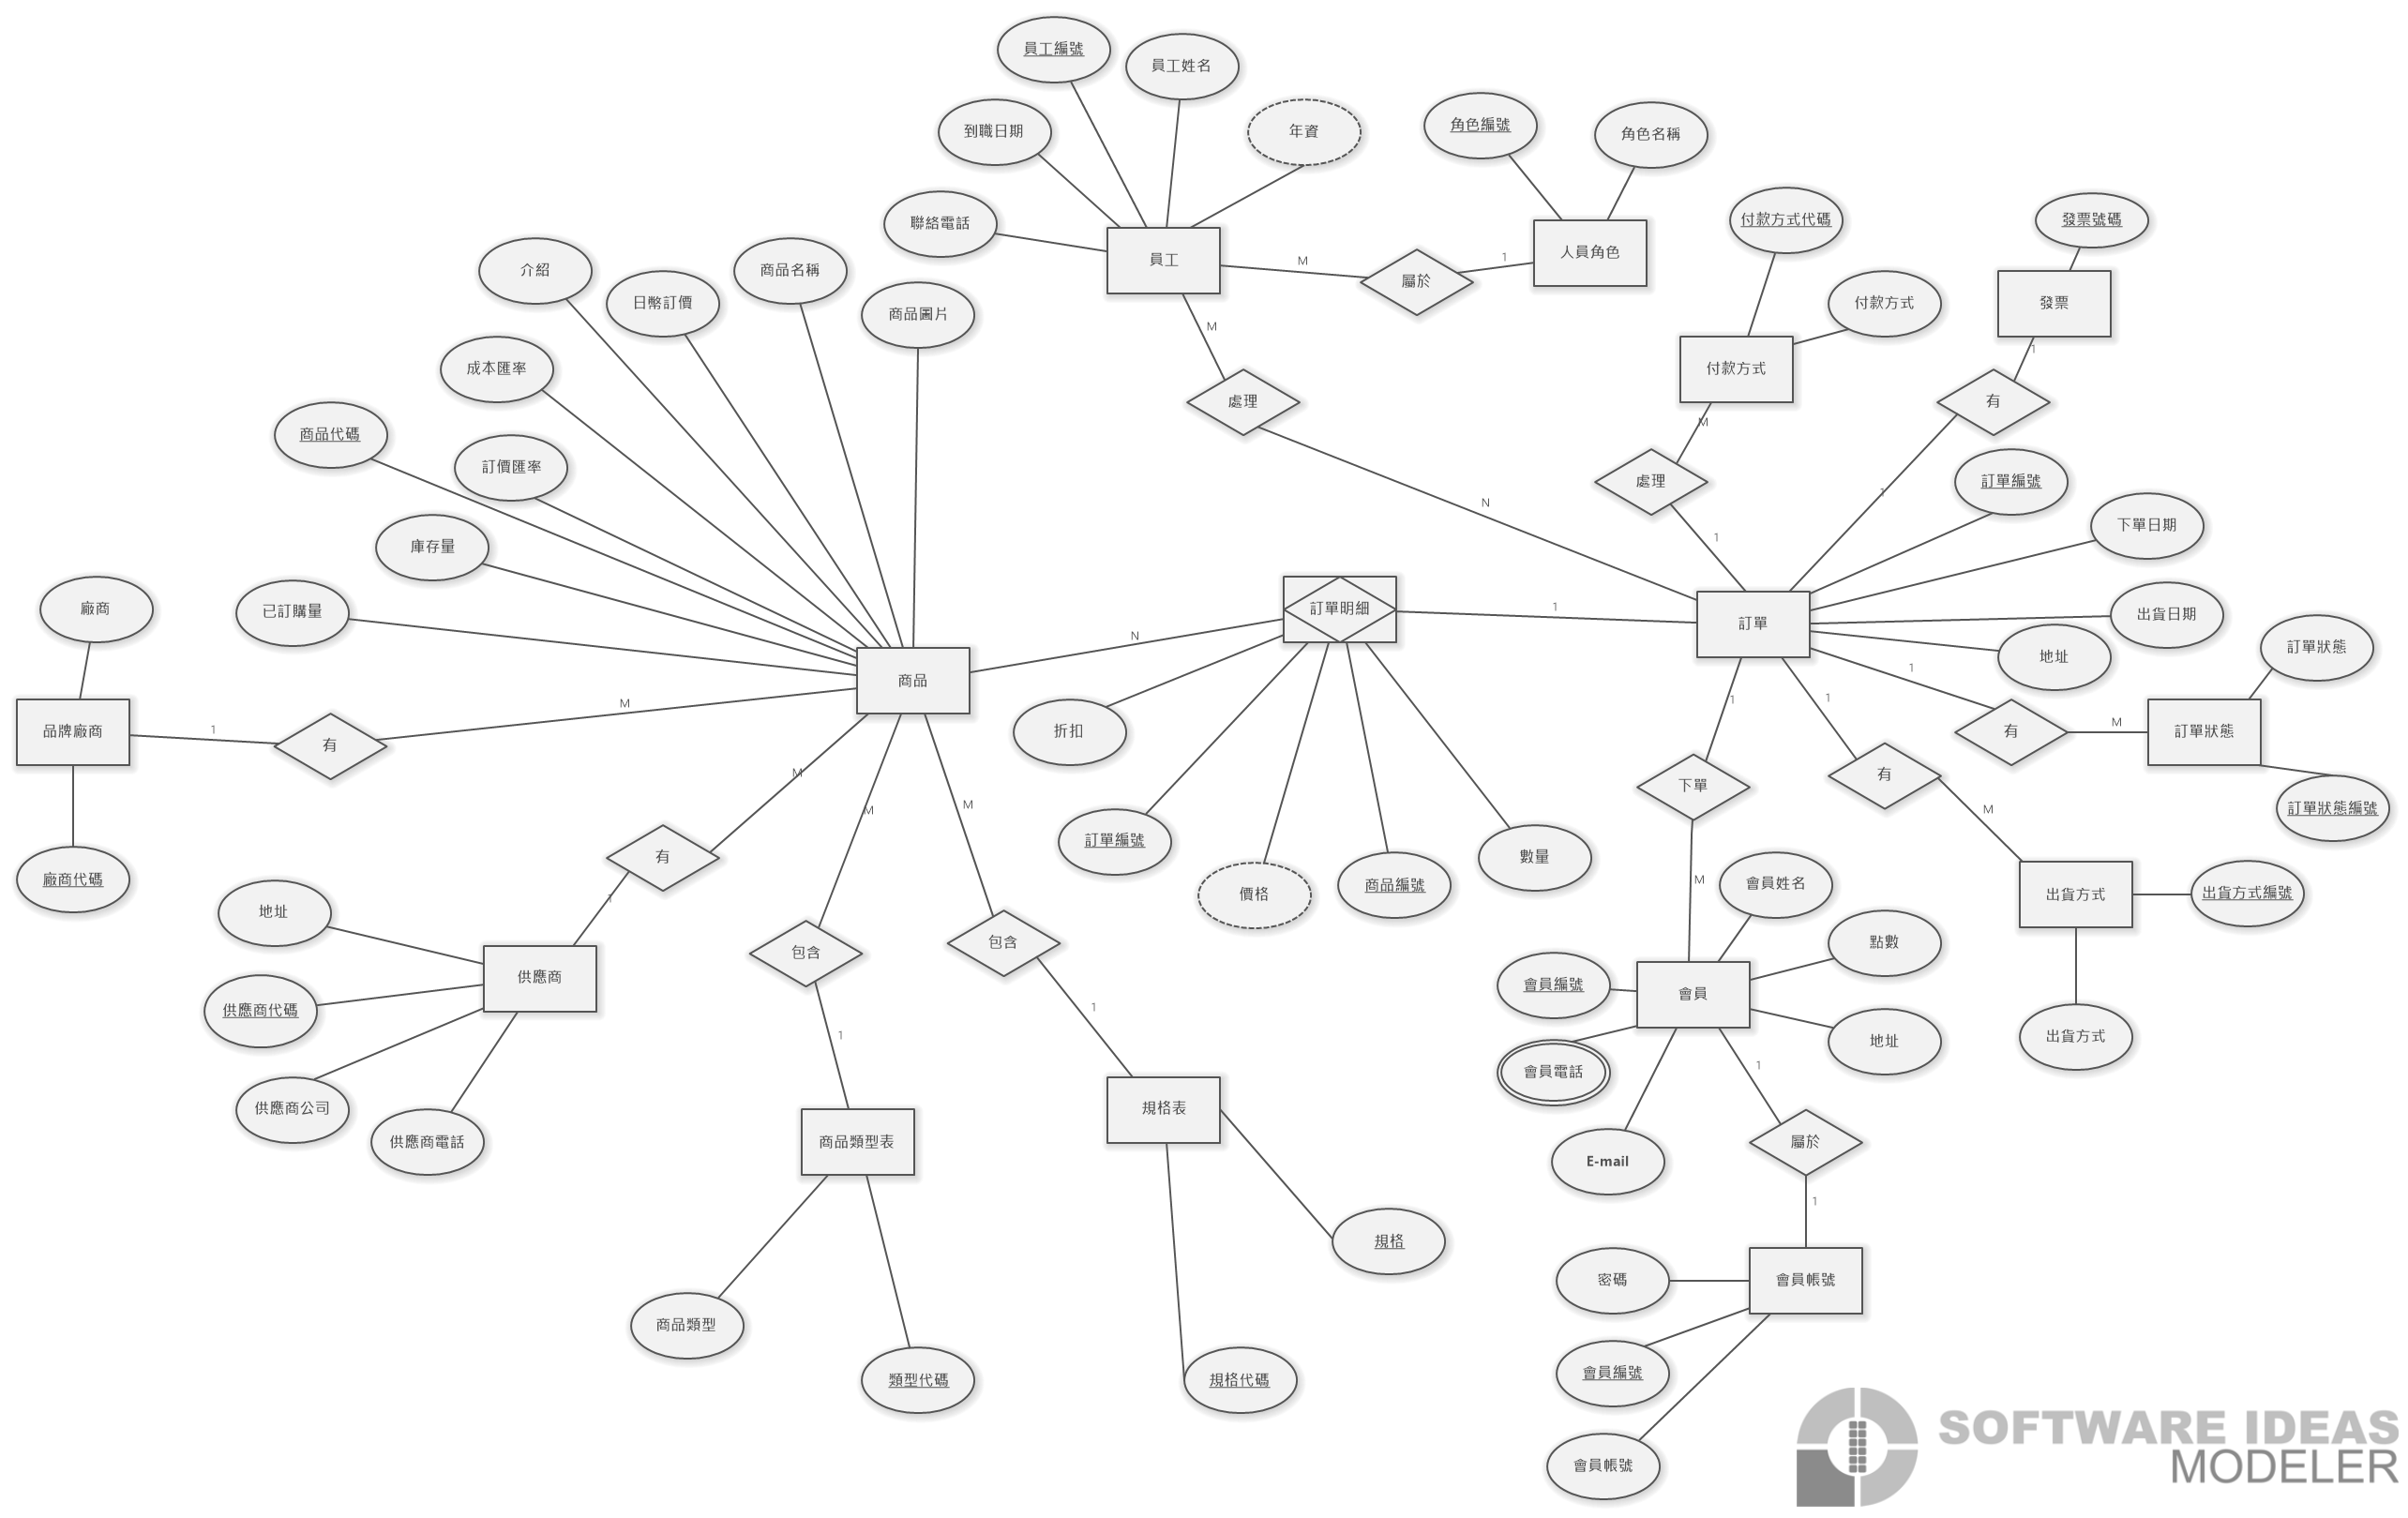 員工編號
員工姓名
到職日期
年資
角色編號
角色名稱
聯絡電話
付款方式代碼
發票號碼
員工
M
1
人員角色
屬於
介紹
日幣訂價
商品名稱
商品圖片
付款方式
發票
M
1
成本匯率
處理
付款方式
有
M
商品代碼
訂價匯率
處理
訂單編號
N
1
庫存量
1
下單日期
廠商
已訂購量
訂單明細
1
訂單
出貨日期
N
地址
訂單狀態
商品
1
品牌廠商
1
有
M
折扣
1
1
有
M
訂單狀態
M
M
M
下單
有
M
訂單狀態編號
訂單編號
有
1
價格
商品編號
數量
M
會員姓名
出貨方式
出貨方式編號
廠商代碼
地址
包含
包含
點數
供應商
會員編號
會員
供應商代碼
1
1
會員電話
地址
出貨方式
1
供應商公司
供應商電話
商品類型表
規格表
E-mail
屬於
1
規格
密碼
會員帳號
商品類型
類型代碼
規格代碼
會員編號
會員帳號
SOFTWARE IDEAS
MODELER